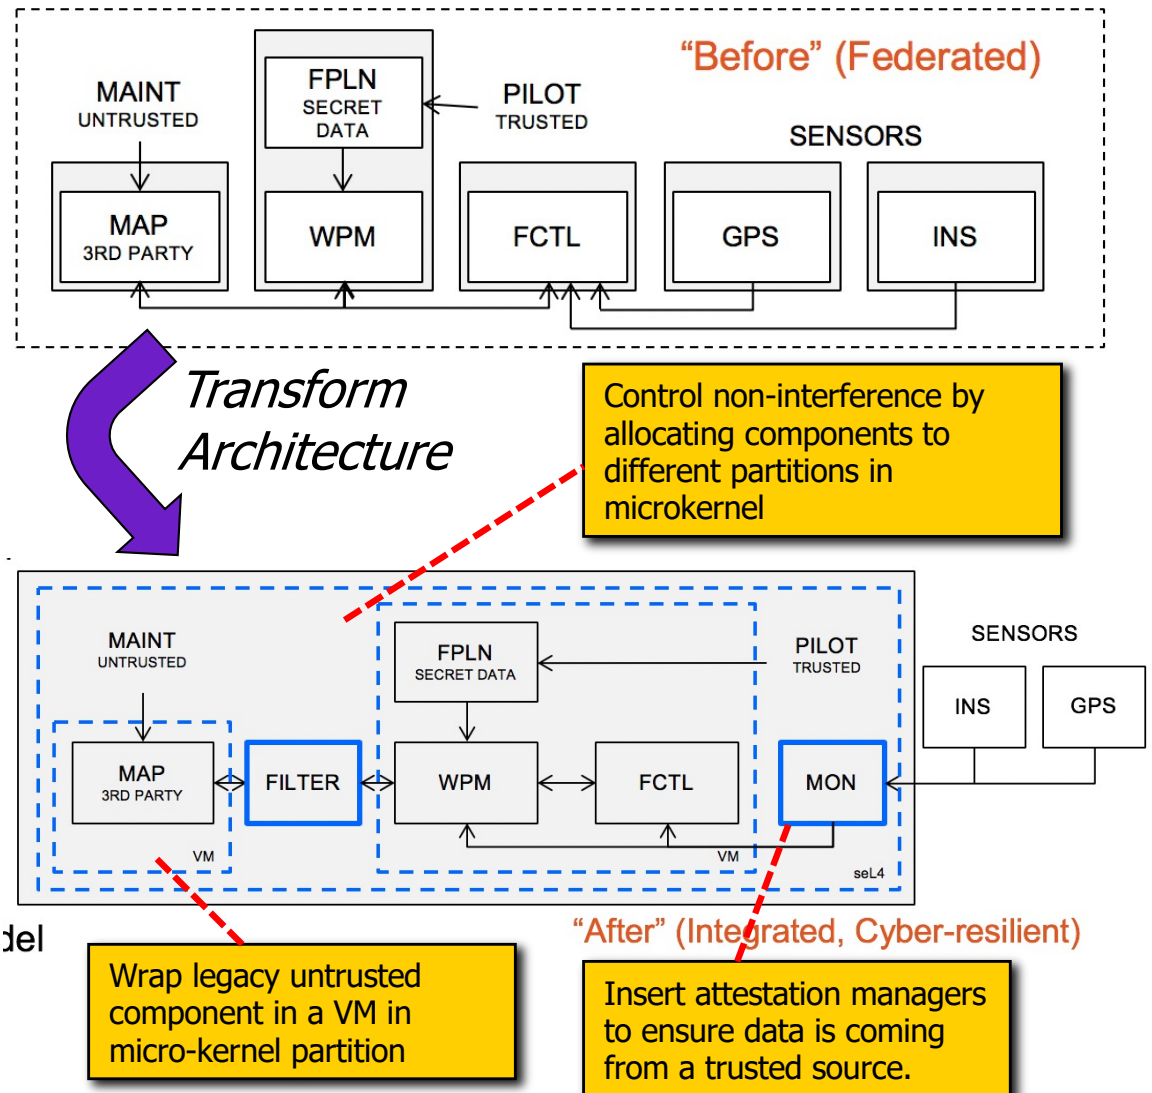 “Before” (Federated)
MAINT
UNTRUSTED
FPLN
SECRET
DATA
PILOT
TRUSTED
SENSORS
MAP
3RD PARTY
WPM
FCTL
GPS
INS
Transform
Architecture
Control non-interference by
allocating components to
different partitions in
microkernel
MAINT
UNTRUSTED
FPLN
SECRET DATA
PILOT
TRUSTED
SENSORS
INS
GPS
MAP
3RD PARTY
FILTER
WPM
FCTL
MON
VM
VM
seL4
del
“After” (Integrated, Cyber-resilient)
Wrap legacy untrusted
component in a VM in
micro-kernel partition
Insert attestation managers
to ensure data is coming
from a trusted source.